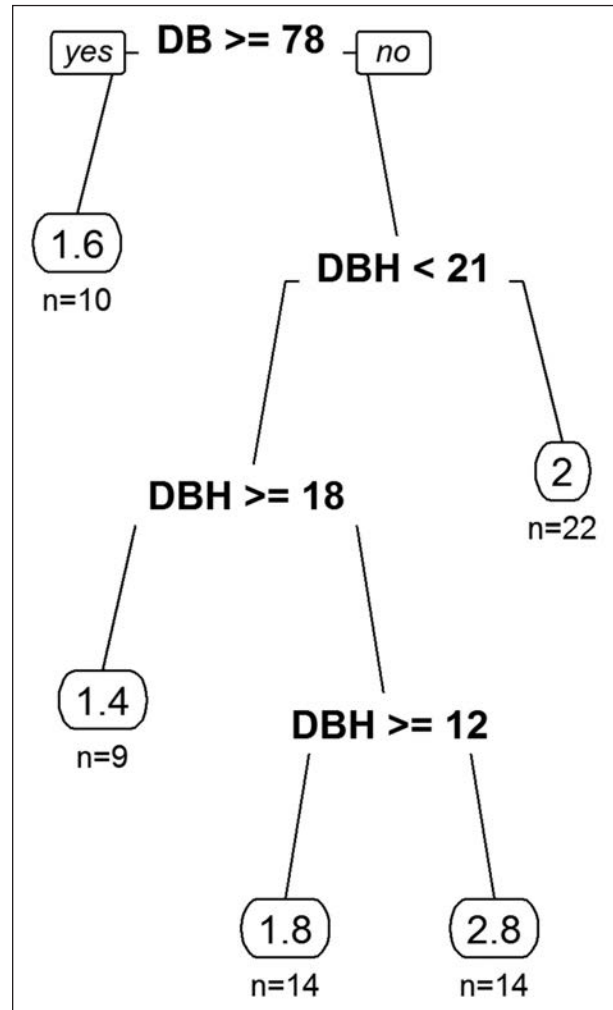 yes DB >= 78 no
1.6
n=10
DBH < 21
2
n=22
DBH >= 18
1.4
n=9
DBH >= 12
1.8 2.8
n=14 n=14